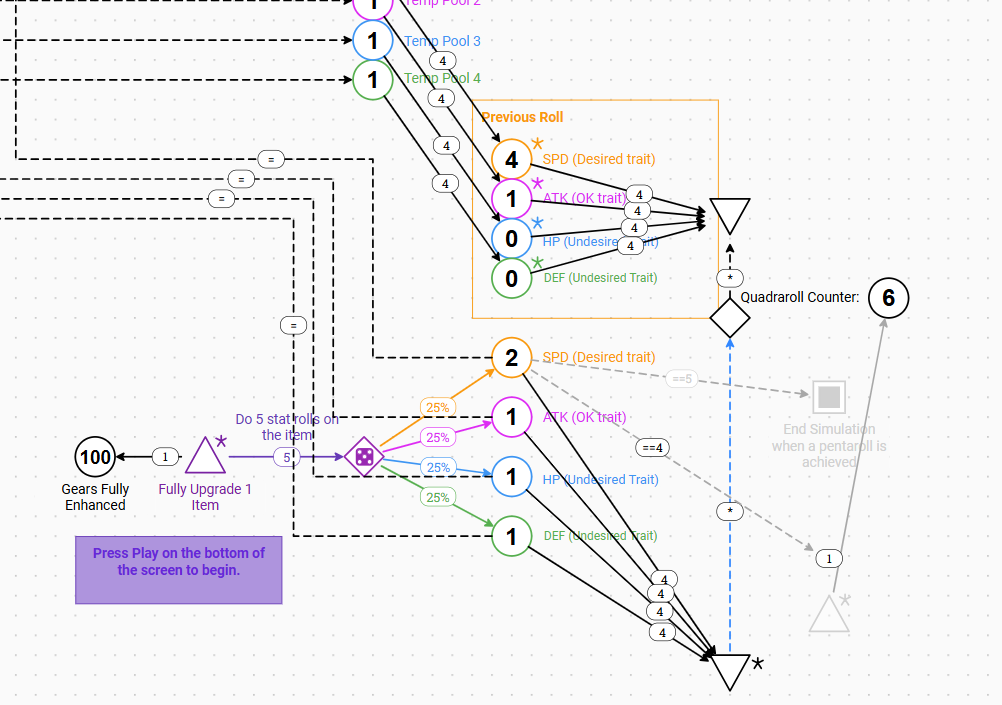 1
Temp Pool 2
1
Temp Pool 3
4
1
Temp Pool 4
4
Previous Roll
4
4
SPD (Desired trait)
=
4
=
4
1
ATK (OK trait)
=
4
0
HP (Undesired Trait)
4
4
0
DEF (Undesired Trait)
*
Quadraroll Counter:
6
=
2
SPD (Desired trait)
==5
25%
Do 5 stat rolls on
the item
1
ATK (OK trait)
End Simulation
when a pentaroll is
achieved
25%
==4
100
1
5
25%
1
HP (Undesired Trait)
Gears Fully
Enhanced
Fully Upgrade 1
Item
25%
*
1
DEF (Undesired Trait)
Press Play on the bottom of
the screen to begin.
1
4
4
4
4